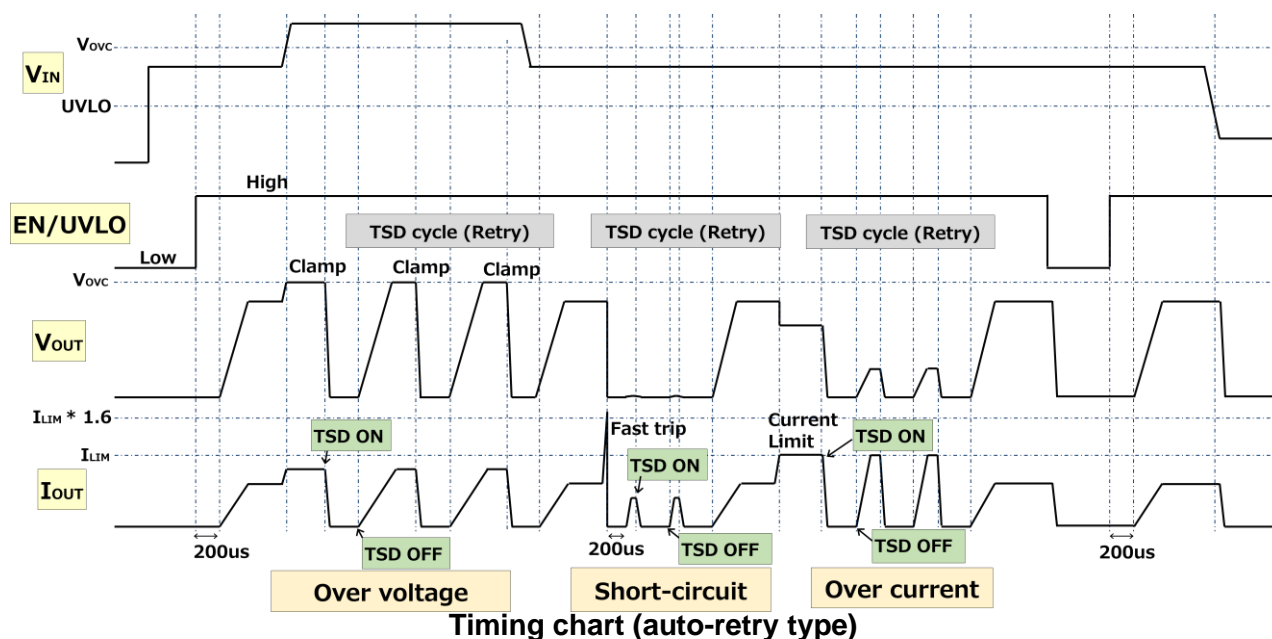 VOVC
VIN
UVLO
High
EN/UVLO
TSD cycle (Retry)
TSD cycle (Retry)
TSD cycle (Retry)
Low
Clamp
Clamp
Clamp
VOVC
VOUT
ILIM * 1.6
Fast trip
Current
Limit
TSD ON
TSD ON
TSD ON
ILIM
IOUT
200us
TSD OFF
200us
TSD OFF
TSD OFF
200us
Over voltage
Short-circuit
Over current
Timing chart (auto-retry type)